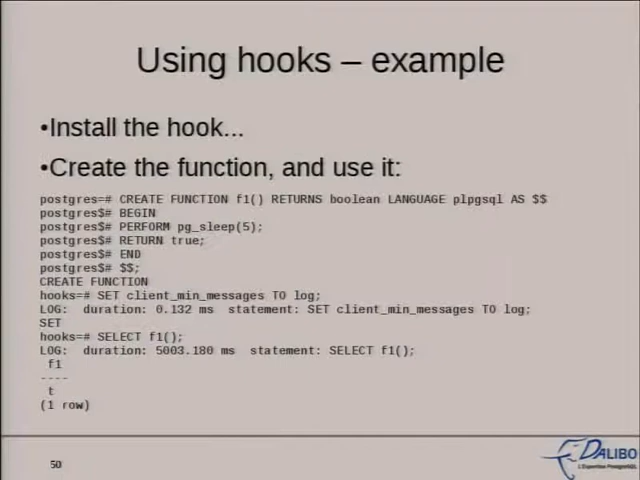 Using hooks – example
•Install the hook...
•Create the function, and use it:
postgres=# CREATE FUNCTION f1() RETURNS boolean LANGUAGE plpgsql AS $$
postgres$# BEGIN
postgres$# PERFORM pg_sleep(5);
postgres$# RETURN true;
postgres$# END
postgres$# $$;
CREATE FUNCTION
hooks=# SET client_min_messages TO log;
LOG:  duration: 0.132 ms  statement: SET client_min_messages TO log;
SET
hooks=# SELECT f1();
LOG:  duration: 5003.180 ms  statement: SELECT f1();
 f1
----
 t
(1 row)
50
DALIBO
L'Expertise PostgreSQL